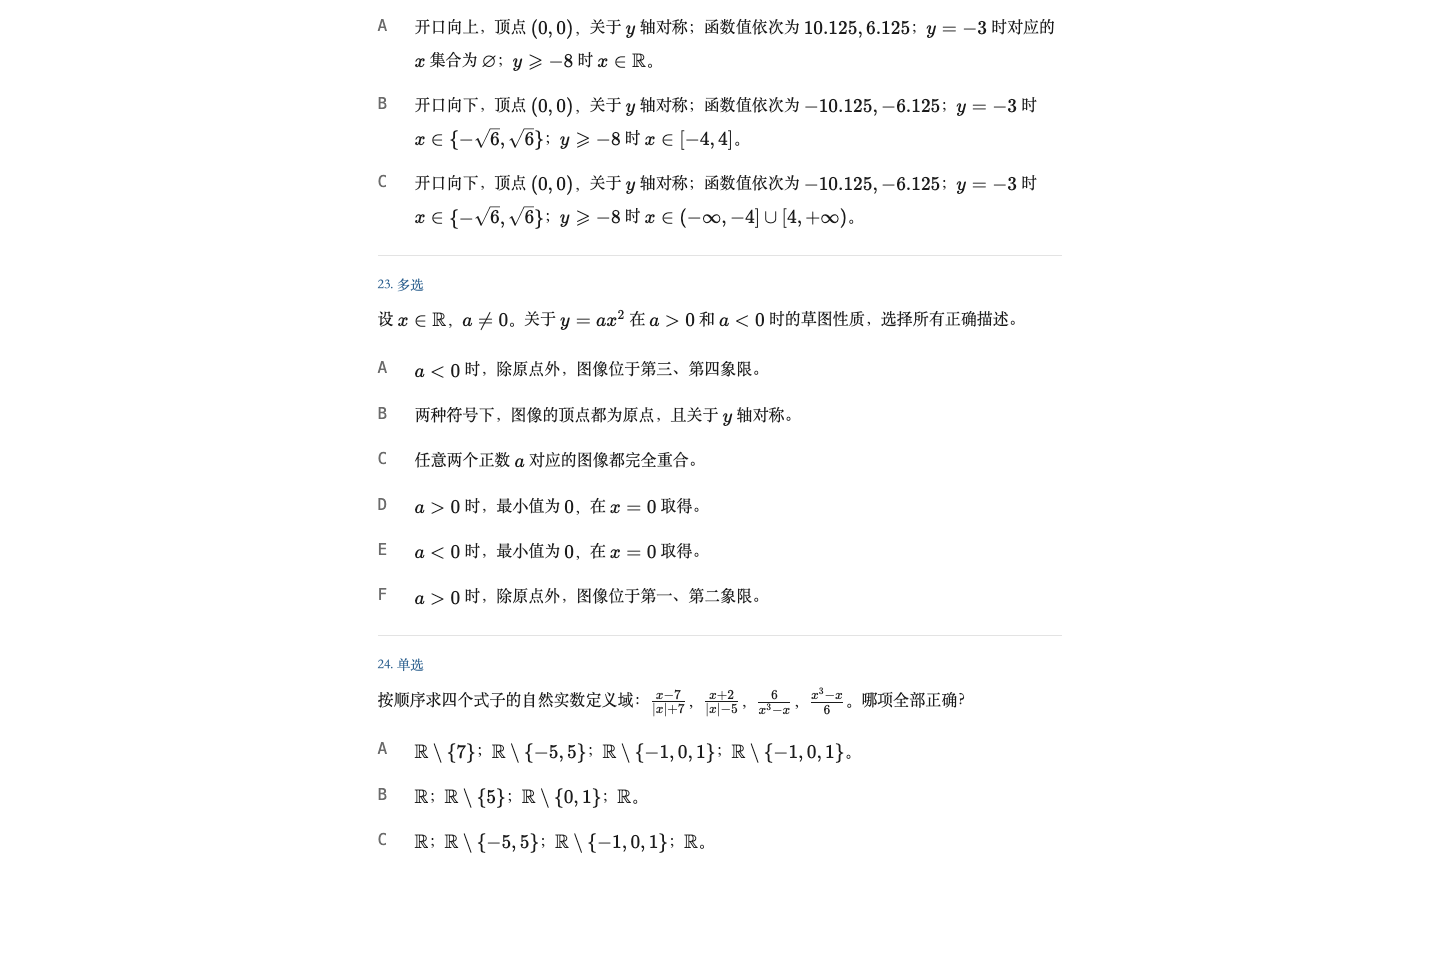 A 开口向上，顶点 (0, 0)，关于 y 轴对称；函数值依次为 10.125, 6.125；y = −3 时对应的
x 集合为 ∅；y ⩾ −8 时 x ∈ ℝ。
B 开口向下，顶点 (0, 0)，关于 y 轴对称；函数值依次为 −10.125, −6.125；y = −3 时
x ∈ {−√6, √6}；y ⩾ −8 时 x ∈ [−4, 4]。
C 开口向下，顶点 (0, 0)，关于 y 轴对称；函数值依次为 −10.125, −6.125；y = −3 时
x ∈ {−√6, √6}；y ⩾ −8 时 x ∈ (−∞, −4] ∪ [4, +∞)。
23. 多选
设 x ∈ ℝ，a ≠ 0。关于 y = ax² 在 a > 0 和 a < 0 时的草图性质，选择所有正确描述。
A a < 0 时，除原点外，图像位于第三、第四象限。
B 两种符号下，图像的顶点都为原点，且关于 y 轴对称。
C 任意两个正数 a 对应的图像都完全重合。
D a > 0 时，最小值为 0，在 x = 0 取得。
E a < 0 时，最小值为 0，在 x = 0 取得。
F a > 0 时，除原点外，图像位于第一、第二象限。
24. 单选
按顺序求四个式子的自然实数定义域：(x−7)/(|x|+7)，(x+2)/(|x|−5)，6/(x³−x)，(x³−x)/6。哪项全部正确?
A ℝ \ {7}；ℝ \ {−5, 5}；ℝ \ {−1, 0, 1}；ℝ \ {−1, 0, 1}。
B ℝ；ℝ \ {5}；ℝ \ {0, 1}；ℝ。
C ℝ；ℝ \ {−5, 5}；ℝ \ {−1, 0, 1}；ℝ。